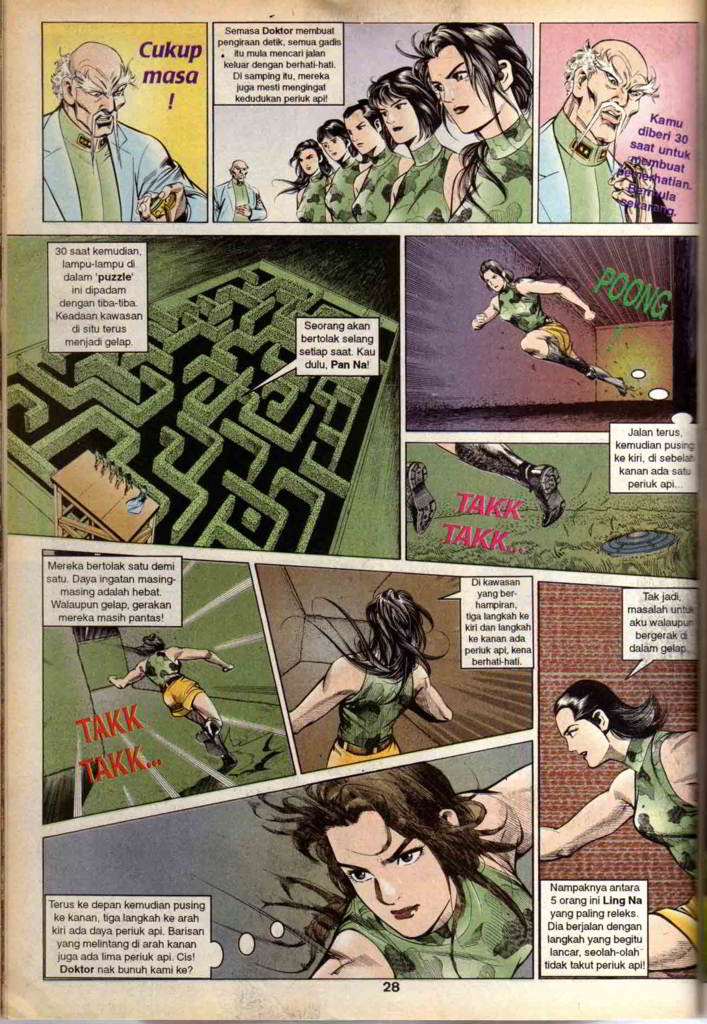 Cukup
masa
!
Semasa Doktor membuat
pengiraan detik, semua gadis
itu mula mencari jalan
keluar dengan berhati-hati.
Di samping itu, mereka
juga mesti mengingat
kedudukan periuk api!
Kamu
diberi 30
saat untuk
membuat
pemerhatian.
Bermula
sekarang.
30 saat kemudian,
lampu-lampu di
dalam 'puzzle'
ini dipadam
dengan tiba-tiba.
Keadaan kawasan
di situ terus
menjadi gelap.
Seorang akan
bertolak selang
setiap saat. Kau
dulu, Pan Na!
POONG
!
Jalan terus,
kemudian pusing
ke kiri, di sebelah
kanan ada satu
periuk api...
TAKK
TAKK...
Mereka bertolak satu demi
satu. Daya ingatan masing-
masing adalah hebat.
Walaupun gelap, gerakan
mereka masih pantas!
TAKK
TAKK...
Di kawasan
yang ber-
hampiran,
tiga langkah ke
kiri dan langkah
ke kanan ada
periuk api, kena
berhati-hati.
Tak jadi,
masalah untuk
aku walaupun
bergerak di
dalam gelap.
Terus ke depan kemudian pusing
ke kanan, tiga langkah ke arah
kiri ada daya periuk api. Barisan
yang melintang di arah kanan
juga ada lima periuk api. Cis!
Doktor nak bunuh kami ke?
Nampaknya antara
5 orang ini Ling Na
yang paling releks.
Dia berjalan dengan
langkah yang begitu
lancar, seolah-olah
tidak takut periuk api!
28